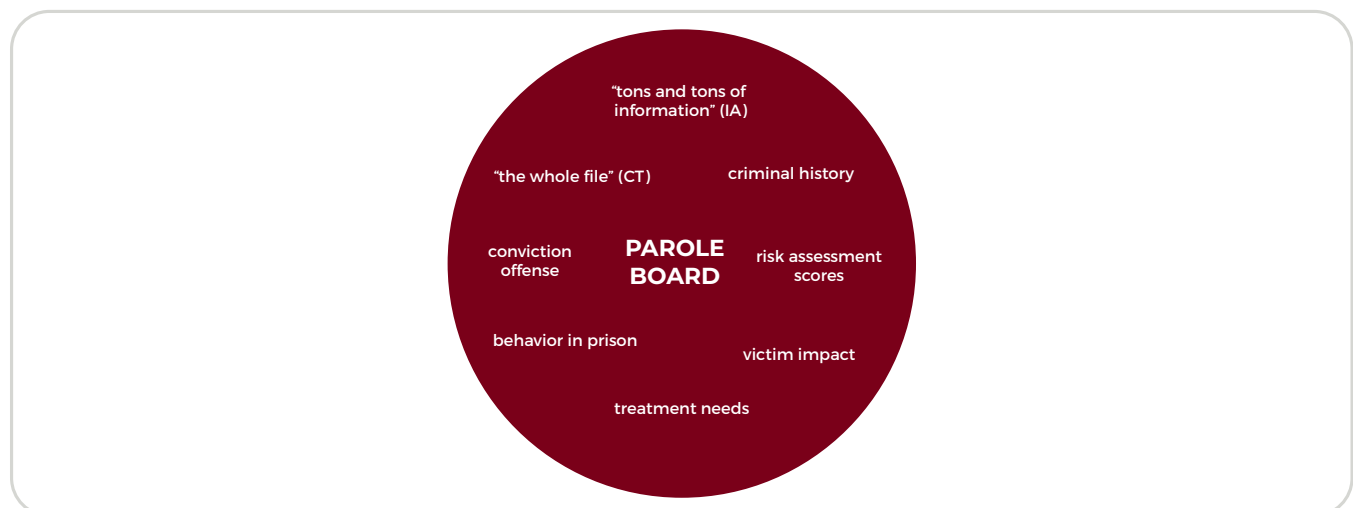 “tons and tons of
information” (IA)
“the whole file” (CT)
criminal history
conviction
offense
PAROLE
BOARD
risk assessment
scores
behavior in prison
victim impact
treatment needs